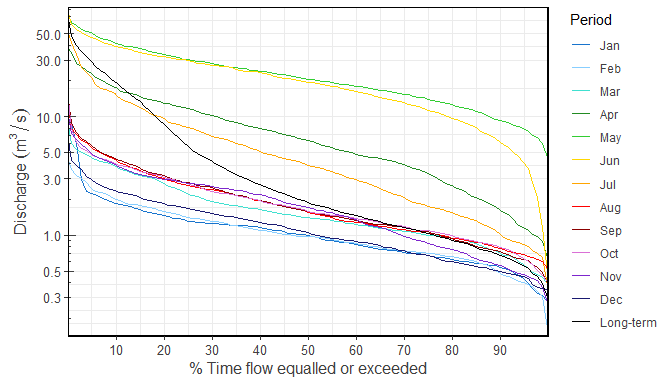 Period
Jan
Feb
Mar
Apr
May
Jun
Jul
Aug
Sep
Oct
Nov
Dec
Long-term
50.0
30.0
10.0
5.0
3.0
1.0
0.5
0.3
Discharge (m³/s)
10 20 30 40 50 60 70 80 90
% Time flow equalled or exceeded